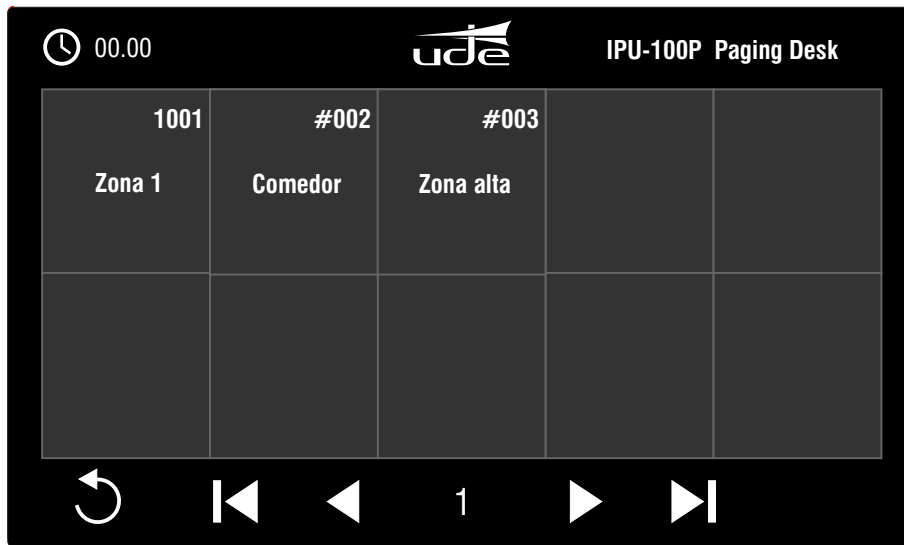 00.00
ude
IPU-100P Paging Desk
1001
#002
#003
Zona 1
Comedor
Zona alta
1